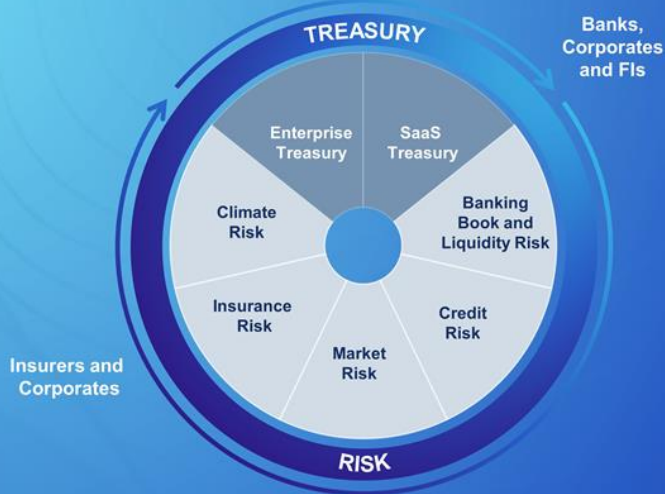 TREASURY
Banks,
Corporates
and FIs
Enterprise
Treasury
SaaS
Treasury
Climate
Risk
Banking
Book and
Liquidity Risk
Insurance
Risk
Credit
Risk
Market
Risk
Insurers and
Corporates
RISK